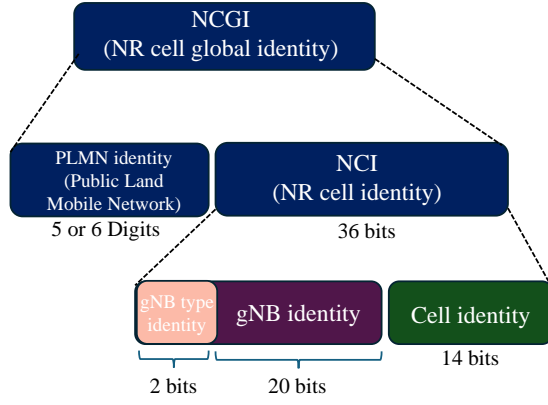 NCGI
(NR cell global identity)
PLMN identity
(Public Land
Mobile Network)
5 or 6 Digits
NCI
(NR cell identity)
36 bits
gNB type
identity
gNB identity
Cell identity
2 bits
20 bits
14 bits